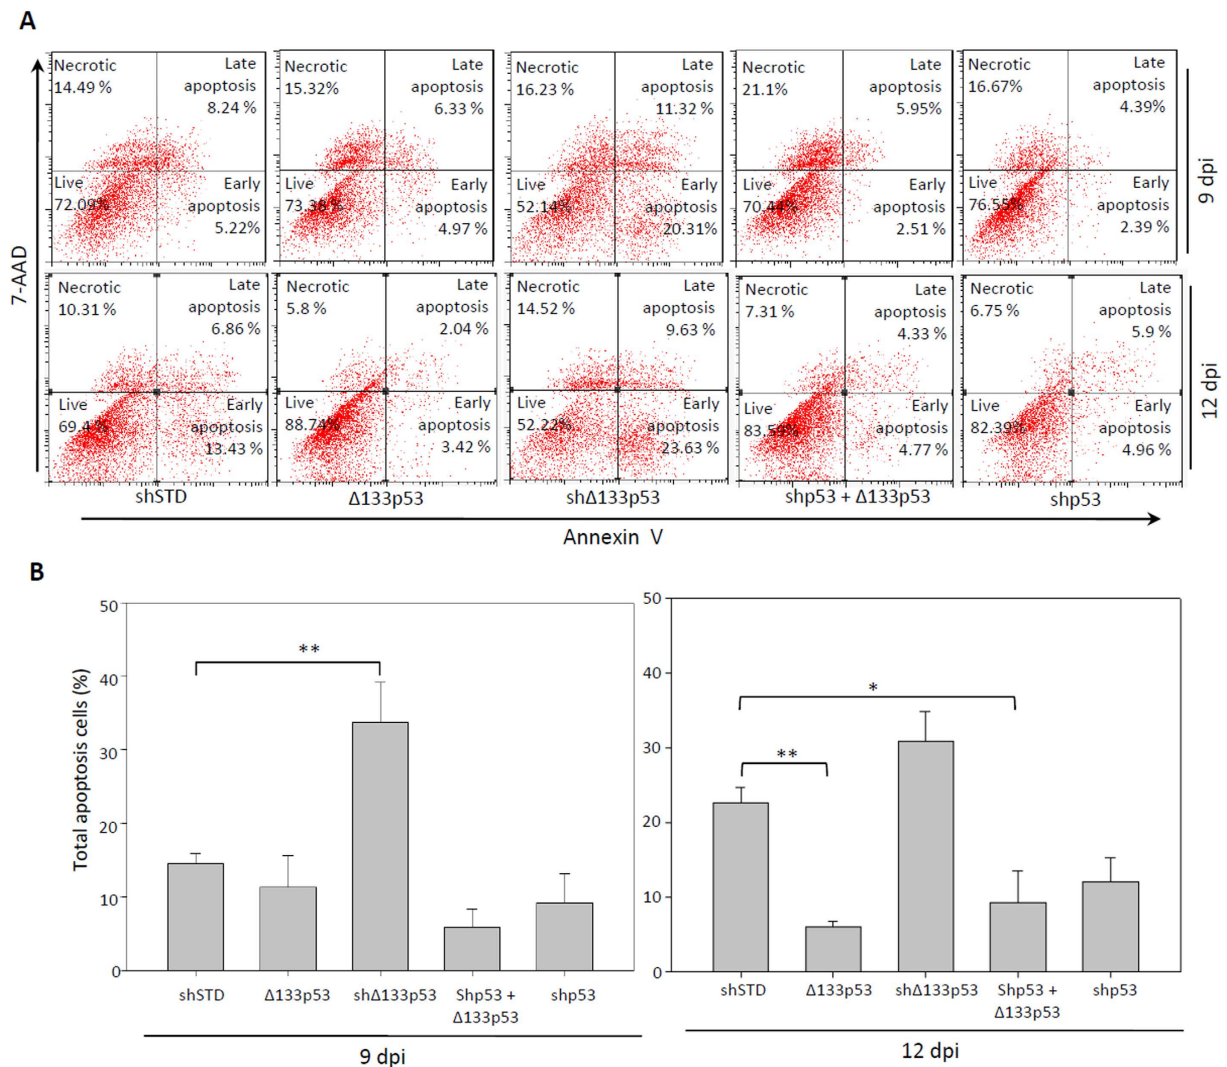 A
7-AAD
Necrotic
14.49 %
Late
apoptosis
8.24 %
Live
72.09%
Early
apoptosis
5.22%
Necrotic
15.32%
Late
apoptosis
6.33 %
Live
73.38 %
Early
apoptosis
4.97 %
Necrotic
16.23 %
Late
apoptosis
11.32 %
Live
52.14%
Early
apoptosis
20.31%
Necrotic
21.1%
Late
apoptosis
5.95%
Live
70.44%
Early
apoptosis
2.51 %
Necrotic
16.67%
Late
apoptosis
4.39%
Live
76.55%
Early
apoptosis
2.39 %
9 dpi
Necrotic
10.31 %
Late
apoptosis
6.86 %
Live
69.4 %
Early
apoptosis
13.43 %
Necrotic
5.8 %
Late
apoptosis
2.04 %
Live
88.74%
Early
apoptosis
3.42 %
Necrotic
14.52 %
Late
apoptosis
9.63 %
Live
52.22%
Early
apoptosis
23.63 %
Necrotic
7.31 %
Late
apoptosis
4.33 %
Live
83.59%
Early
apoptosis
4.77 %
Necrotic
6.75 %
Late
apoptosis
5.9 %
Live
82.39%
Early
apoptosis
4.96 %
12 dpi
shSTD
Δ133p53
shΔ133p53
shp53 + Δ133p53
shp53
Annexin V
B
Total apoptosis cells (%)
50
40
30
20
10
0
**
shSTD
Δ133p53
shΔ133p53
Shp53 +
Δ133p53
shp53
9 dpi
50
40
30
20
10
0
*
**
shSTD
Δ133p53
shΔ133p53
Shp53 +
Δ133p53
shp53
12 dpi